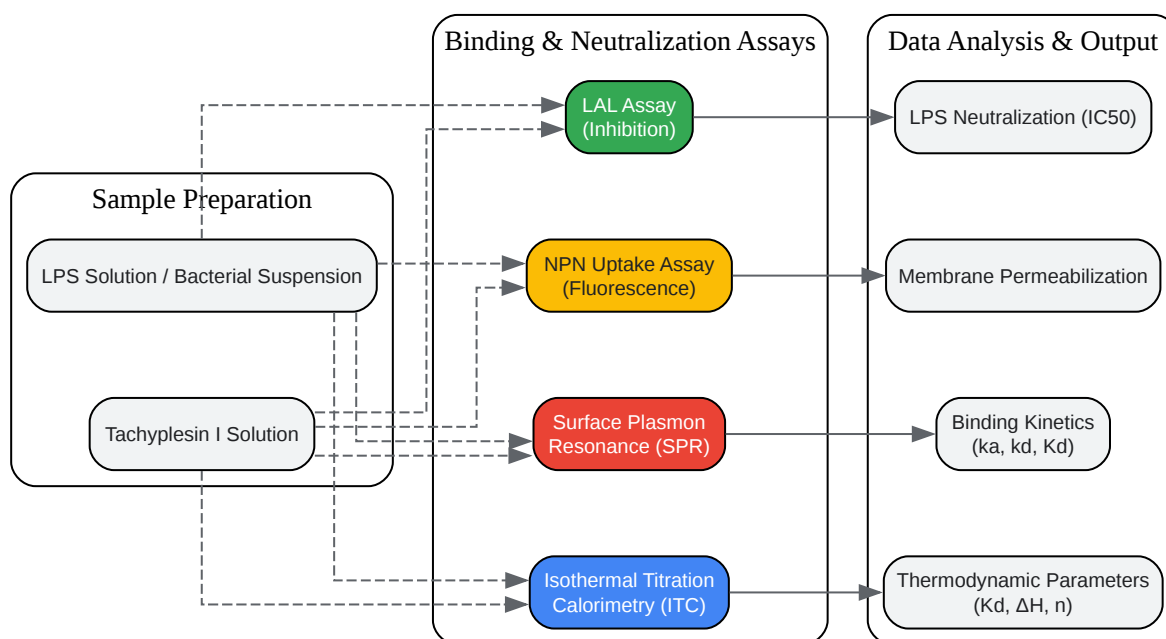 Sample Preparation
LPS Solution / Bacterial Suspension
Tachyplesin I Solution
Binding & Neutralization Assays
LAL Assay
(Inhibition)
NPN Uptake Assay
(Fluorescence)
Surface Plasmon
Resonance (SPR)
Isothermal Titration
Calorimetry (ITC)
Data Analysis & Output
LPS Neutralization (IC50)
Membrane Permeabilization
Binding Kinetics
(ka, kd, Kd)
Thermodynamic Parameters
(Kd, ΔH, n)